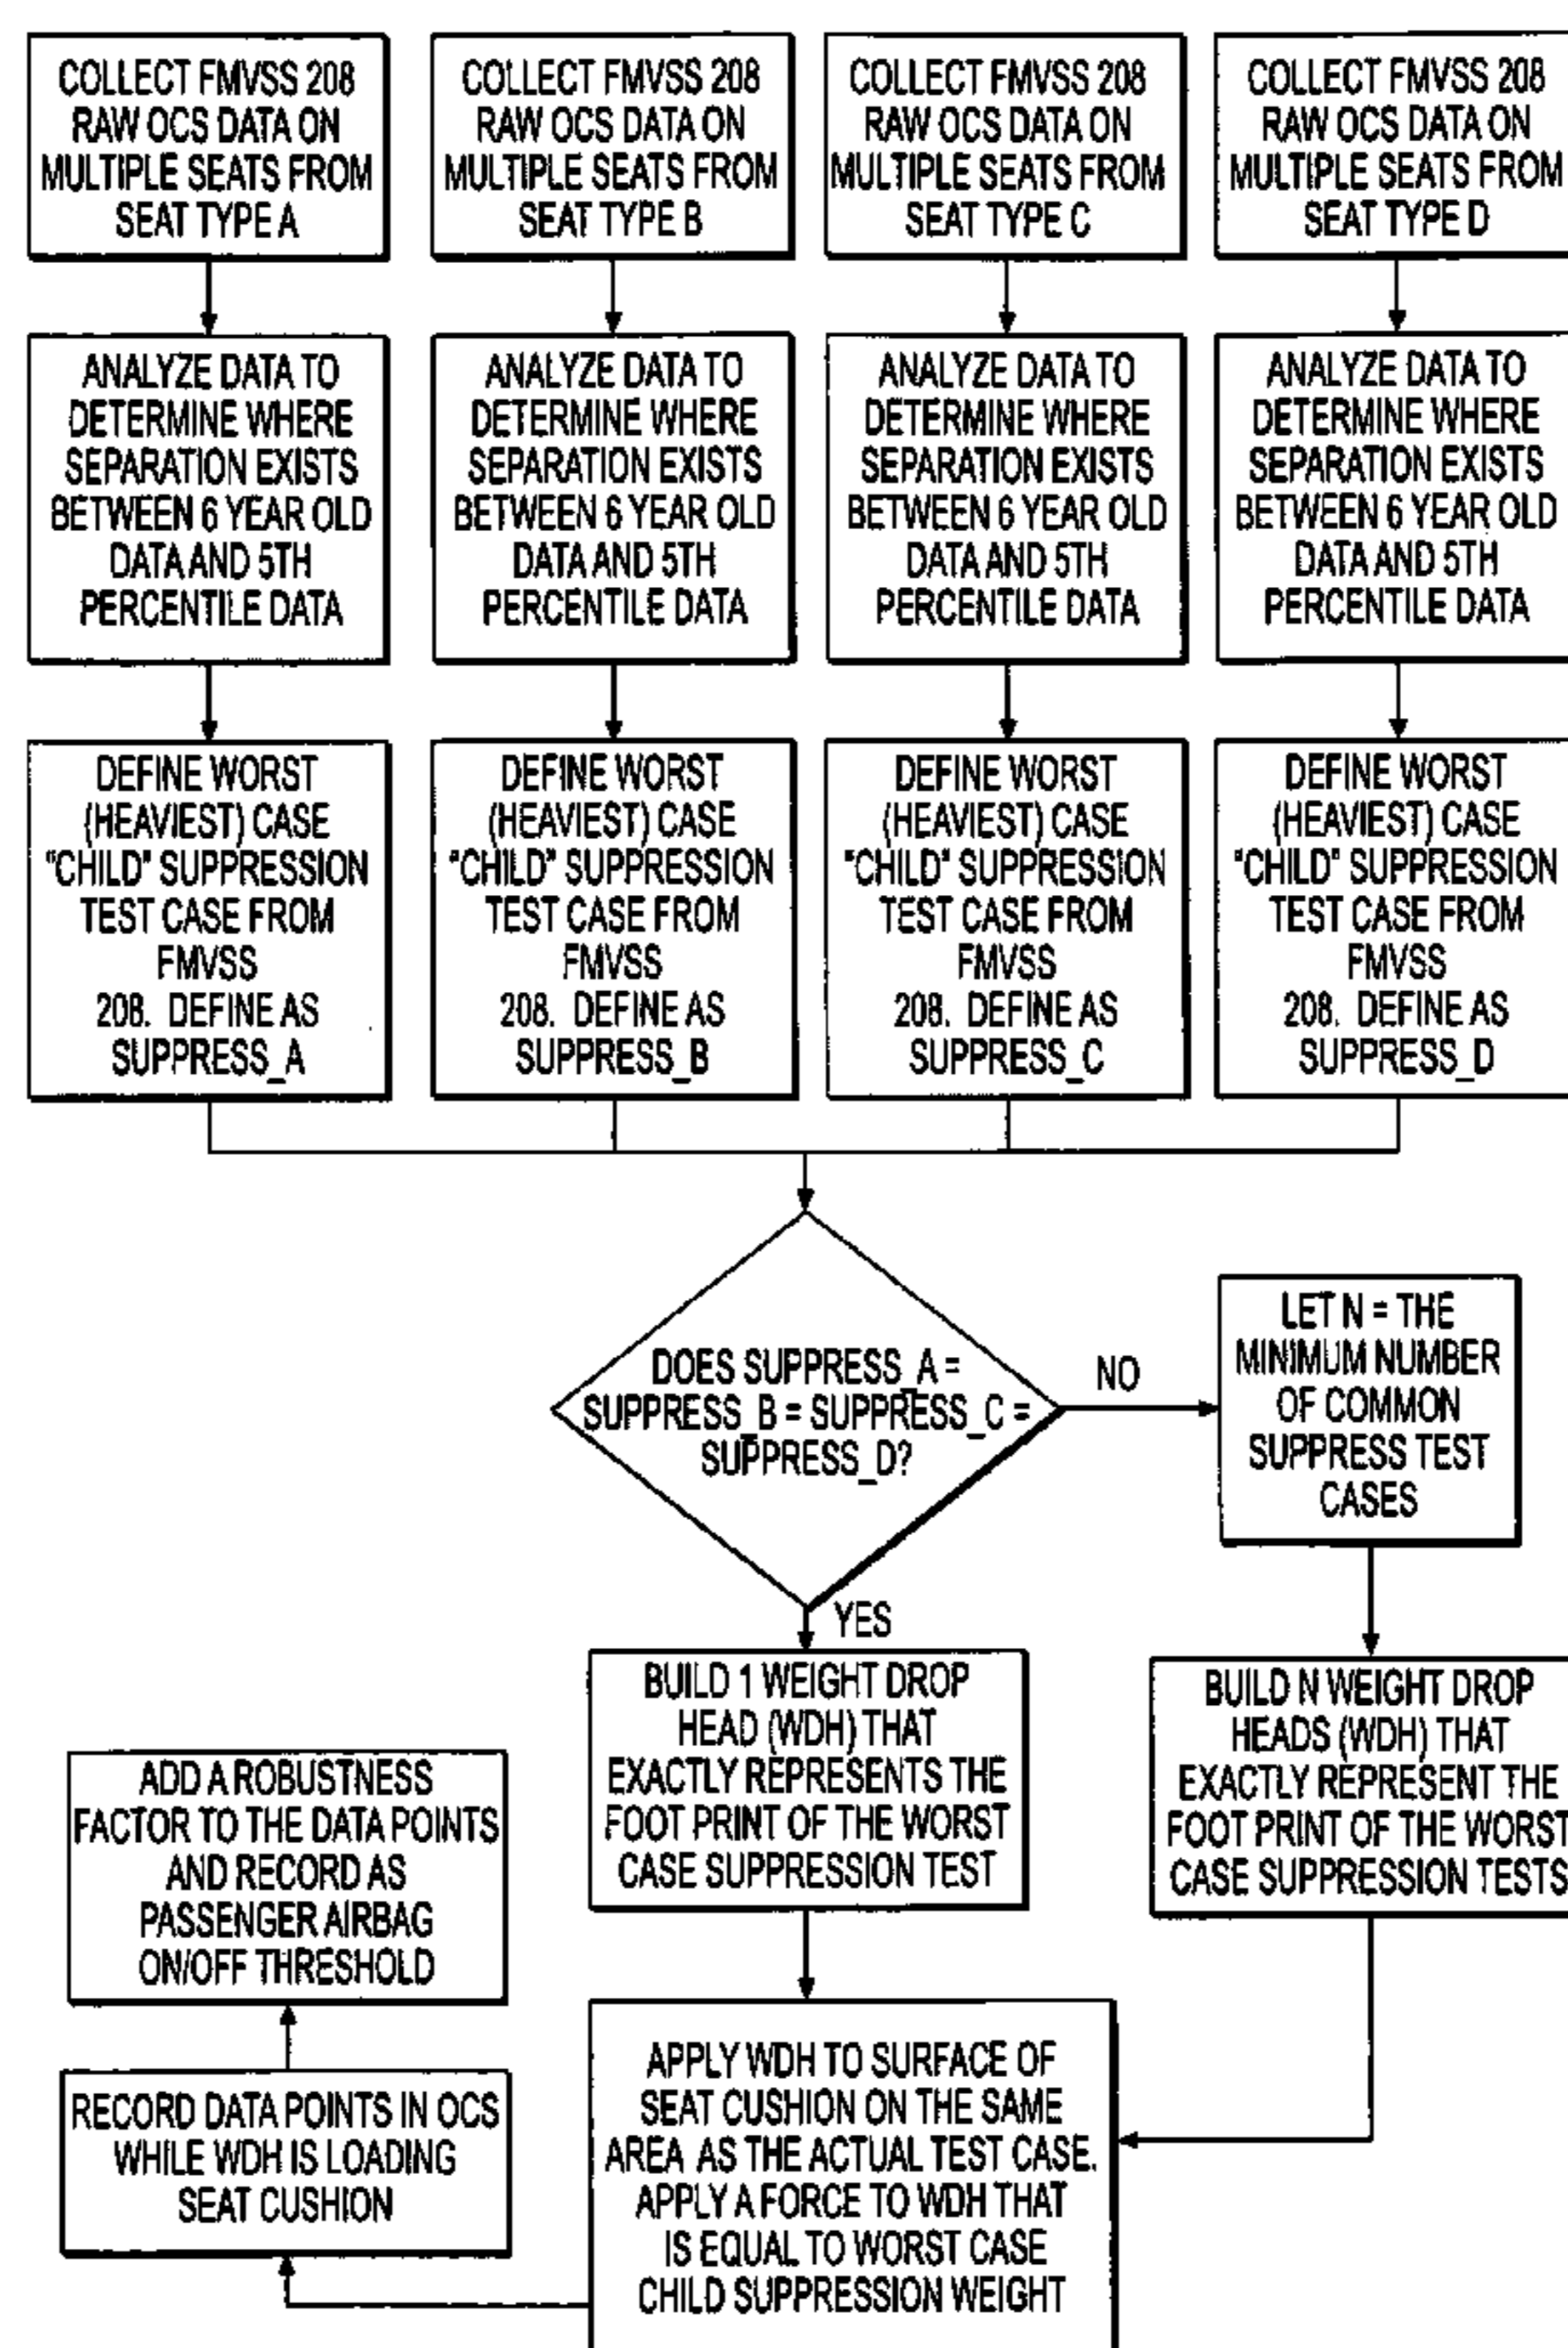 COLLECT FMVSS 208
RAW OCS DATA ON
MULTIPLE SEATS FROM
SEAT TYPE A
COLLECT FMVSS 208
RAW OCS DATA ON
MULTIPLE SEATS FROM
SEAT TYPE B
COLLECT FMVSS 208
RAW OCS DATA ON
MULTIPLE SEATS FROM
SEAT TYPE C
COLLECT FMVSS 208
RAW OCS DATA ON
MULTIPLE SEATS FROM
SEAT TYPE D
ANALYZE DATA TO
DETERMINE WHERE
SEPARATION EXISTS
BETWEEN 6 YEAR OLD
DATA AND 5TH
PERCENTILE DATA
ANALYZE DATA TO
DETERMINE WHERE
SEPARATION EXISTS
BETWEEN 6 YEAR OLD
DATA AND 5TH
PERCENTILE DATA
ANALYZE DATA TO
DETERMINE WHERE
SEPARATION EXISTS
BETWEEN 6 YEAR OLD
DATA AND 5TH
PERCENTILE DATA
ANALYZE DATA TO
DETERMINE WHERE
SEPARATION EXISTS
BETWEEN 6 YEAR OLD
DATA AND 5TH
PERCENTILE DATA
DEFINE WORST
(HEAVIEST) CASE
"CHILD" SUPPRESSION
TEST CASE FROM
FMVSS
208. DEFINE AS
SUPPRESS_A
DEFINE WORST
(HEAVIEST) CASE
"CHILD" SUPPRESSION
TEST CASE FROM
FMVSS
208. DEFINE AS
SUPPRESS_B
DEFINE WORST
(HEAVIEST) CASE
"CHILD" SUPPRESSION
TEST CASE FROM
FMVSS
208. DEFINE AS
SUPPRESS_C
DEFINE WORST
(HEAVIEST) CASE
"CHILD" SUPPRESSION
TEST CASE FROM
FMVSS
208. DEFINE AS
SUPPRESS_D
DOES SUPPRESS_A =
SUPPRESS_B = SUPPRESS_C =
SUPPRESS_D?
NO
LET N = THE
MINIMUM NUMBER
OF COMMON
SUPPRESS TEST
CASES
YES
BUILD 1 WEIGHT DROP
HEAD (WDH) THAT
EXACTLY REPRESENTS THE
FOOT PRINT OF THE WORST
CASE SUPPRESSION TEST
BUILD N WEIGHT DROP
HEADS (WDH) THAT
EXACTLY REPRESENT THE
FOOT PRINT OF THE WORST
CASE SUPPRESSION TESTS
APPLY WDH TO SURFACE OF
SEAT CUSHION ON THE SAME
AREA AS THE ACTUAL TEST CASE.
APPLY A FORCE TO WDH THAT
IS EQUAL TO WORST CASE
CHILD SUPPRESSION WEIGHT
RECORD DATA POINTS IN OCS
WHILE WDH IS LOADING
SEAT CUSHION
ADD A ROBUSTNESS
FACTOR TO THE DATA POINTS
AND RECORD AS
PASSENGER AIRBAG
ON/OFF THRESHOLD